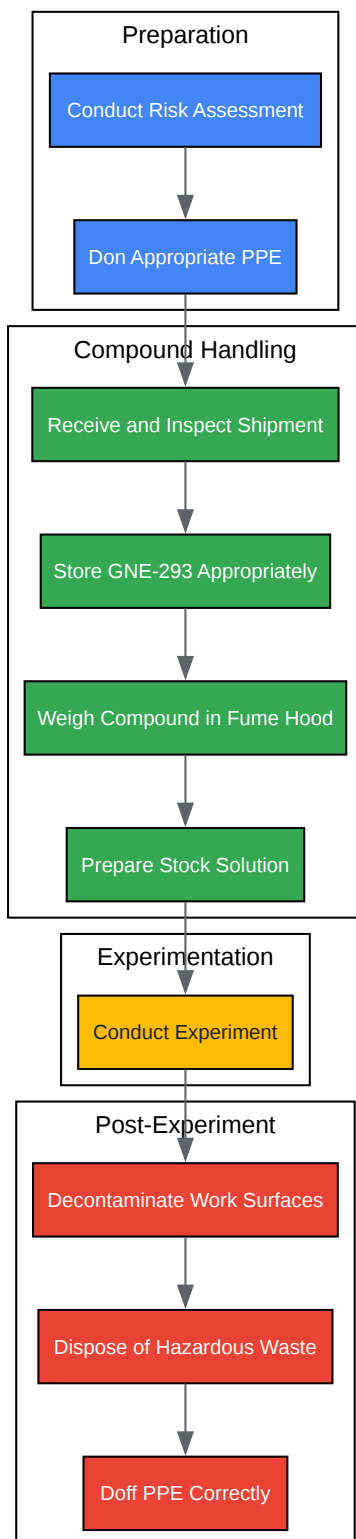 Preparation
Conduct Risk Assessment
Don Appropriate PPE
Compound Handling
Receive and Inspect Shipment
Store GNE-293 Appropriately
Weigh Compound in Fume Hood
Prepare Stock Solution
Experimentation
Conduct Experiment
Post-Experiment
Decontaminate Work Surfaces
Dispose of Hazardous Waste
Doff PPE Correctly